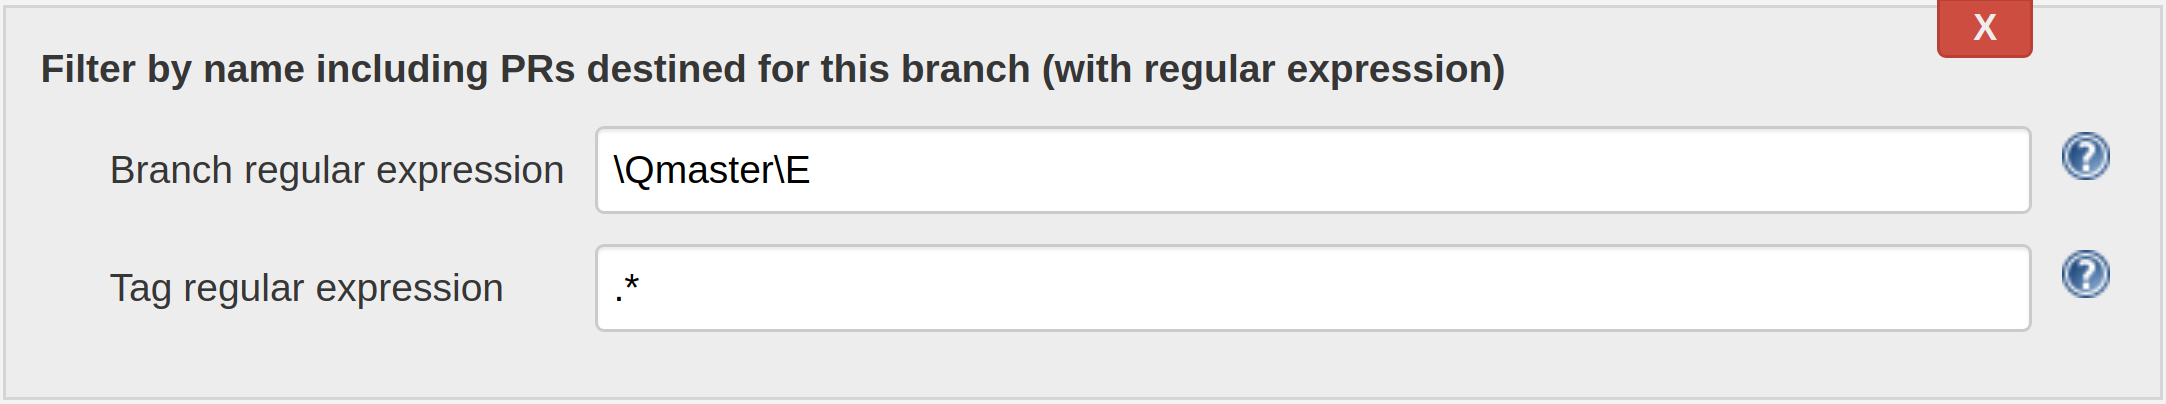 X
Filter by name including PRs destined for this branch (with regular expression)
Branch regular expression \Qmaster\E ?
Tag regular expression .* ?